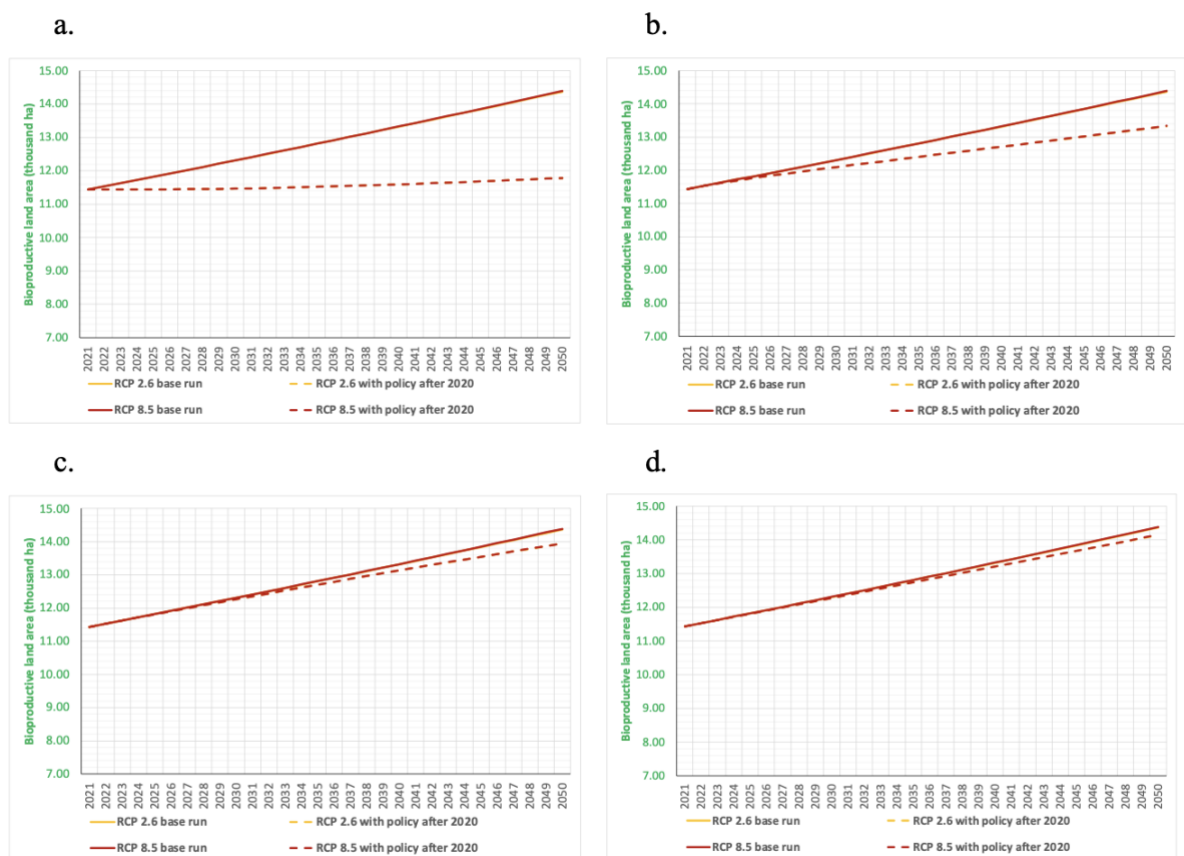 a.
Bioproductive land area (thousand ha)
15.00
14.00
13.00
12.00
11.00
10.00
9.00
8.00
7.00
2021 2022 2023 2024 2025 2026 2027 2028 2029 2030 2031 2032 2033 2034 2035 2036 2037 2038 2039 2040 2041 2042 2043 2044 2045 2046 2047 2048 2049 2050
RCP 2.6 base run RCP 2.6 with policy after 2020
RCP 8.5 base run RCP 8.5 with policy after 2020
b.
Bioproductive land area (thousand ha)
15.00
14.00
13.00
12.00
11.00
10.00
9.00
8.00
7.00
2021 2022 2023 2024 2025 2026 2027 2028 2029 2030 2031 2032 2033 2034 2035 2036 2037 2038 2039 2040 2041 2042 2043 2044 2045 2046 2047 2048 2049 2050
RCP 2.6 base run RCP 2.6 with policy after 2020
RCP 8.5 base run RCP 8.5 with policy after 2020
c.
Bioproductive land area (thousand ha)
15.00
14.00
13.00
12.00
11.00
10.00
9.00
8.00
7.00
2021 2022 2023 2024 2025 2026 2027 2028 2029 2030 2031 2032 2033 2034 2035 2036 2037 2038 2039 2040 2041 2042 2043 2044 2045 2046 2047 2048 2049 2050
RCP 2.6 base run RCP 2.6 with policy after 2020
RCP 8.5 base run RCP 8.5 with policy after 2020
d.
Bioproductive land area (thousand ha)
15.00
14.00
13.00
12.00
11.00
10.00
9.00
8.00
7.00
2021 2022 2023 2024 2025 2026 2027 2028 2029 2030 2031 2032 2033 2034 2035 2036 2037 2038 2039 2040 2041 2042 2043 2044 2045 2046 2047 2048 2049 2050
RCP 2.6 base run RCP 2.6 with policy after 2020
RCP 8.5 base run RCP 8.5 with policy after 2020